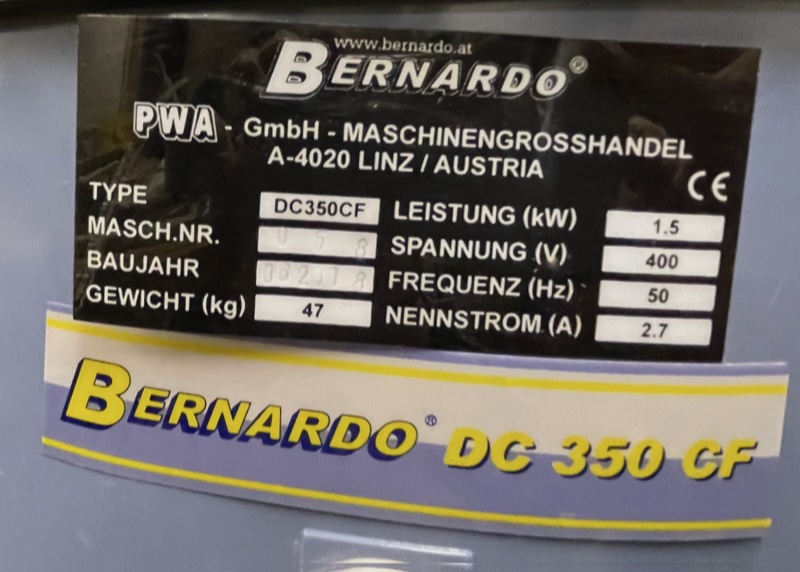 www.bernardo.at
BERNARDO®
PWA - GmbH - MASCHINENGROSSHANDEL
A-4020 LINZ / AUSTRIA
CE
TYPE DC350CF LEISTUNG (kW) 1.5
MASCH.NR. SPANNUNG (V) 400
BAUJAHR FREQUENZ (Hz) 50
GEWICHT (kg) 47 NENNSTROM (A) 2.7
BERNARDO® DC 350 CF